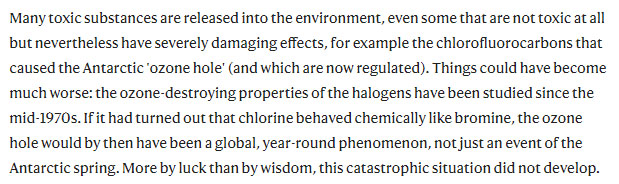 Many toxic substances are released into the environment, even some that are not toxic at all
but nevertheless have severely damaging effects, for example the chlorofluorocarbons that
caused the Antarctic 'ozone hole' (and which are now regulated). Things could have become
much worse: the ozone-destroying properties of the halogens have been studied since the
mid-1970s. If it had turned out that chlorine behaved chemically like bromine, the ozone
hole would by then have been a global, year-round phenomenon, not just an event of the
Antarctic spring. More by luck than by wisdom, this catastrophic situation did not develop.